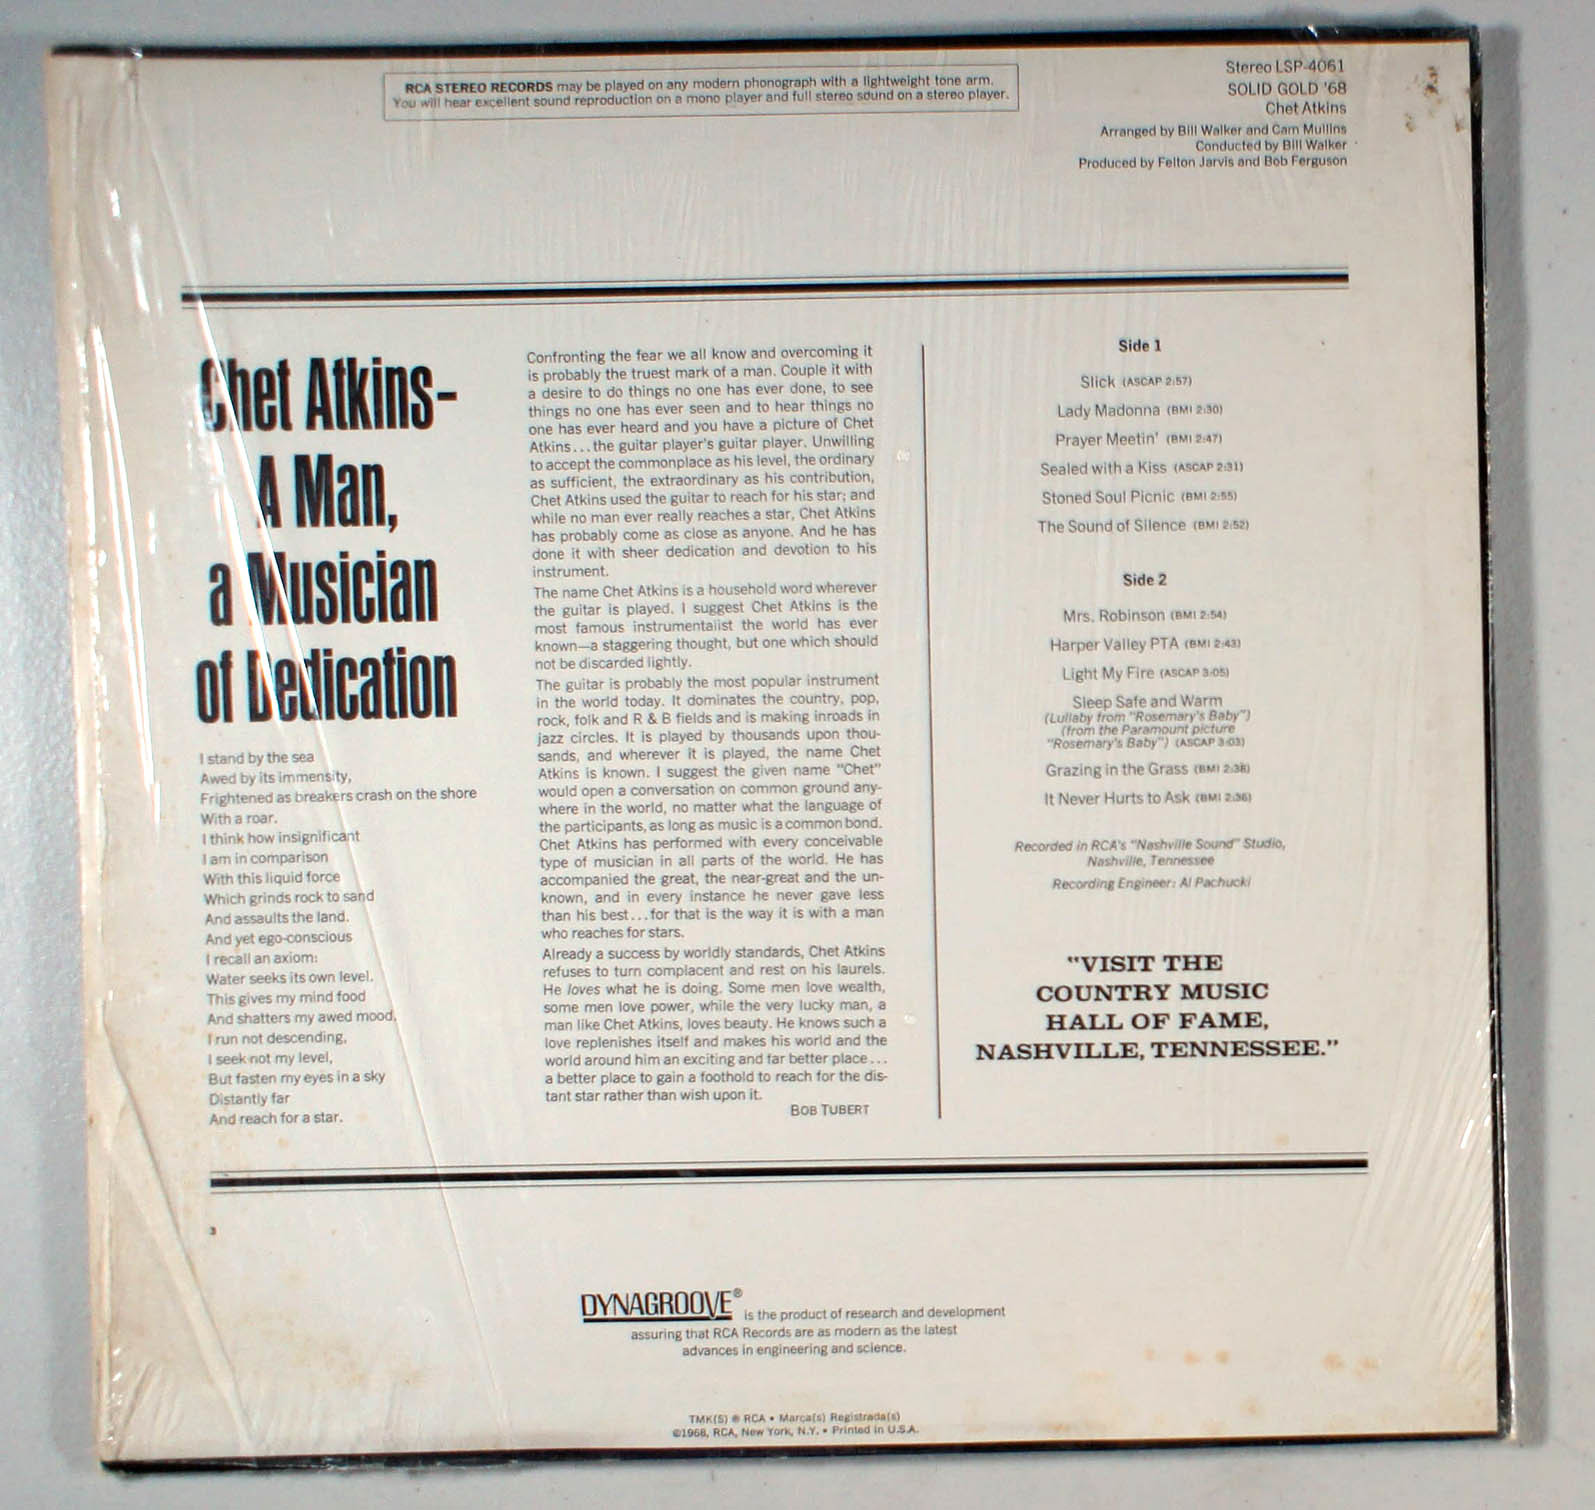 RCA STEREO RECORDS may be played on any modern phonograph with a lightweight tone arm.
You will hear excellent sound reproduction on a mono player and full stereo sound on a stereo player.
Stereo LSP-4061
SOLID GOLD '68
Chet Atkins
Arranged by Bill Walker and Cam Mullins
Conducted by Bill Walker
Produced by Felton Jarvis and Bob Ferguson
Chet Atkins–
A Man,
a Musician
of Dedication
I stand by the sea
Awed by its immensity,
Frightened as breakers crash on the shore
With a roar.
I think how insignificant
I am in comparison
With this liquid force
Which grinds rock to sand
And assaults the land.
And yet ego-conscious
I recall an axiom:
Water seeks its own level.
This gives my mind food
And shatters my awed mood.
I run not descending,
I seek not my level,
But fasten my eyes in a sky
Distantly far
And reach for a star.
Confronting the fear we all know and overcoming it
is probably the truest mark of a man. Couple it with
a desire to do things no one has ever done, to see
things no one has ever seen and to hear things no
one has ever heard and you have a picture of Chet
Atkins...the guitar player's guitar player. Unwilling
to accept the commonplace as his level, the ordinary
as sufficient, the extraordinary as his contribution,
Chet Atkins used the guitar to reach for his star; and
while no man ever really reaches a star, Chet Atkins
has probably come as close as anyone. And he has
done it with sheer dedication and devotion to his
instrument.
The name Chet Atkins is a household word wherever
the guitar is played. I suggest Chet Atkins is the
most famous instrumentalist the world has ever
known—a staggering thought, but one which should
not be discarded lightly.
The guitar is probably the most popular instrument
in the world today. It dominates the country, pop,
rock, folk and R & B fields and is making inroads in
jazz circles. It is played by thousands upon thou-
sands, and wherever it is played, the name Chet
Atkins is known. I suggest the given name "Chet"
would open a conversation on common ground any-
where in the world, no matter what the language of
the participants, as long as music is a common bond.
Chet Atkins has performed with every conceivable
type of musician in all parts of the world. He has
accompanied the great, the near-great and the un-
known, and in every instance he never gave less
than his best...for that is the way it is with a man
who reaches for stars.
Already a success by worldly standards, Chet Atkins
refuses to turn complacent and rest on his laurels.
He loves what he is doing. Some men love wealth,
some men love power, while the very lucky man, a
man like Chet Atkins, loves beauty. He knows such a
love replenishes itself and makes his world and the
world around him an exciting and far better place...
a better place to gain a foothold to reach for the dis-
tant star rather than wish upon it.
BOB TUBERT
Side 1
Slick (ASCAP 2:57)
Lady Madonna (BMI 2:30)
Prayer Meetin' (BMI 2:47)
Sealed with a Kiss (ASCAP 2:31)
Stoned Soul Picnic (BMI 2:55)
The Sound of Silence (BMI 2:52)
Side 2
Mrs. Robinson (BMI 2:54)
Harper Valley PTA (BMI 2:43)
Light My Fire (ASCAP 3:05)
Sleep Safe and Warm
(Lullaby from "Rosemary's Baby")
(from the Paramount picture
"Rosemary's Baby") (ASCAP 3:03)
Grazing in the Grass (BMI 2:38)
It Never Hurts to Ask (BMI 2:36)
Recorded in RCA's "Nashville Sound" Studio,
Nashville, Tennessee
Recording Engineer: Al Pachucki
"VISIT THE
COUNTRY MUSIC
HALL OF FAME,
NASHVILLE, TENNESSEE."
3
DYNAGROOVE® is the product of research and development
assuring that RCA Records are as modern as the latest
advances in engineering and science.
TMK(S) ® RCA • Marca(s) Registrada(s)
©1968, RCA, New York, N.Y. • Printed in U.S.A.